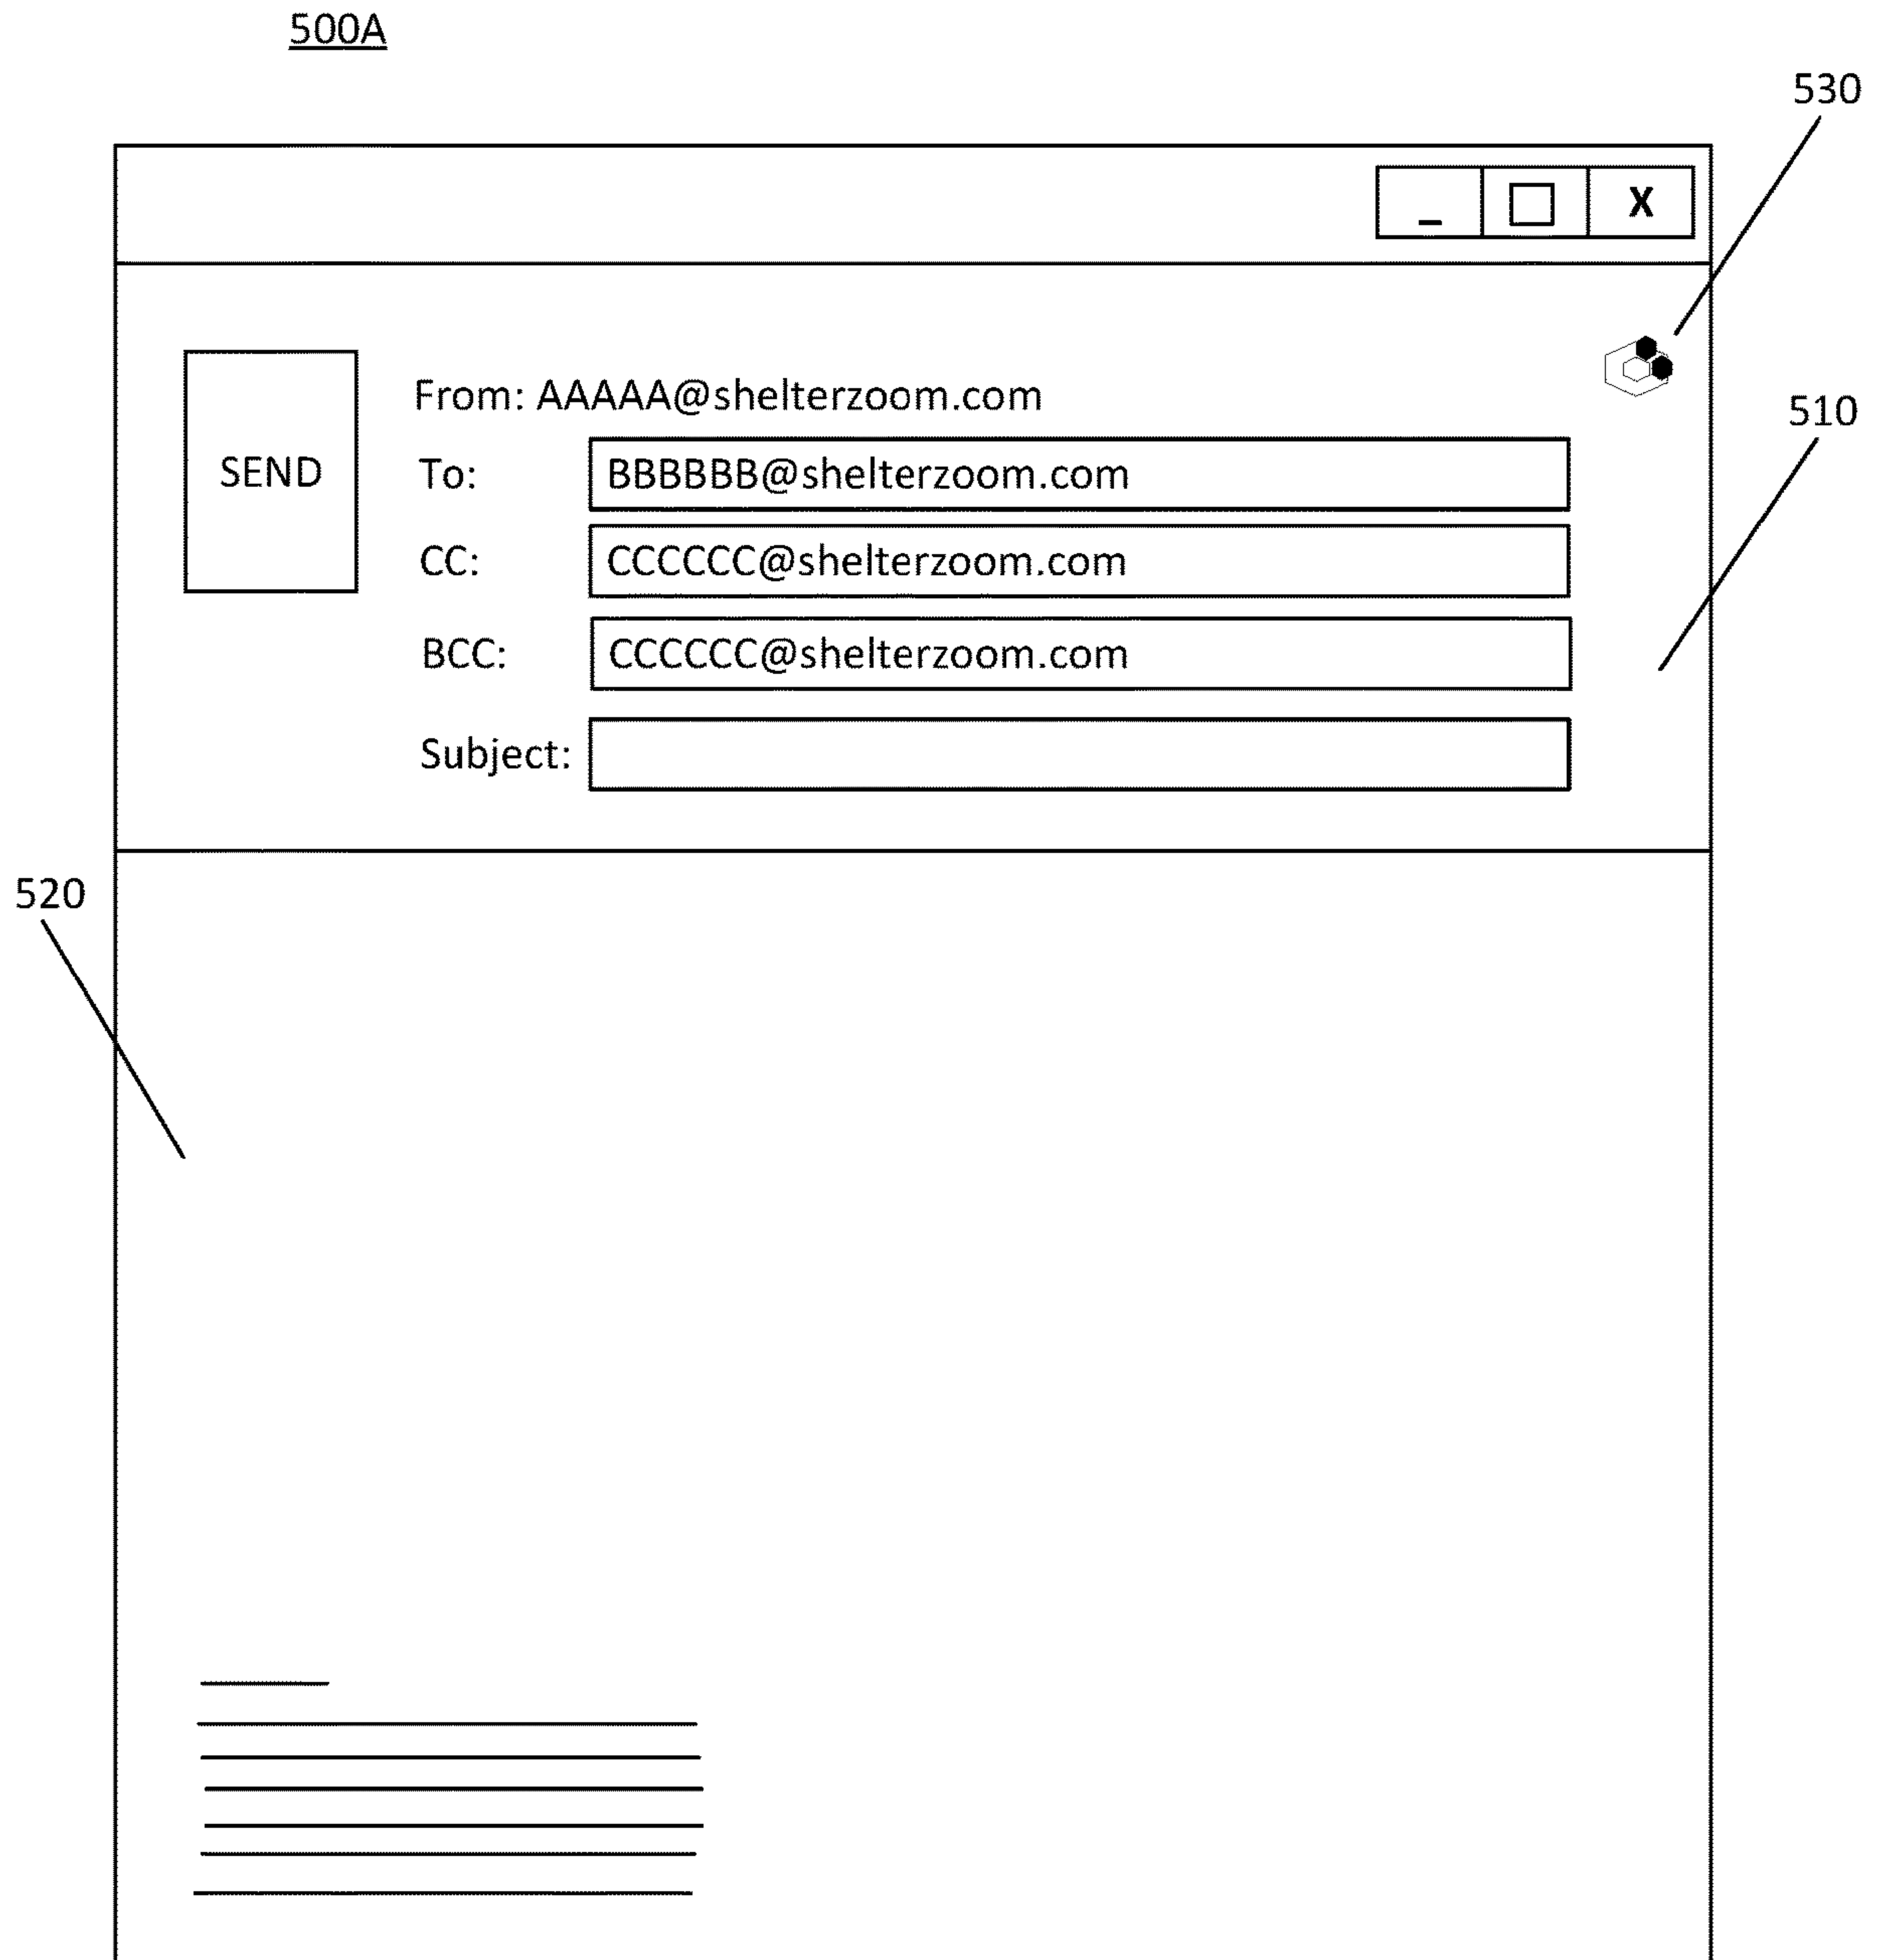 500A
530
_ X
From: AAAAA@shelterzoom.com
510
SEND
To: BBBBBB@shelterzoom.com
CC: CCCCCC@shelterzoom.com
BCC: CCCCCC@shelterzoom.com
Subject:
520